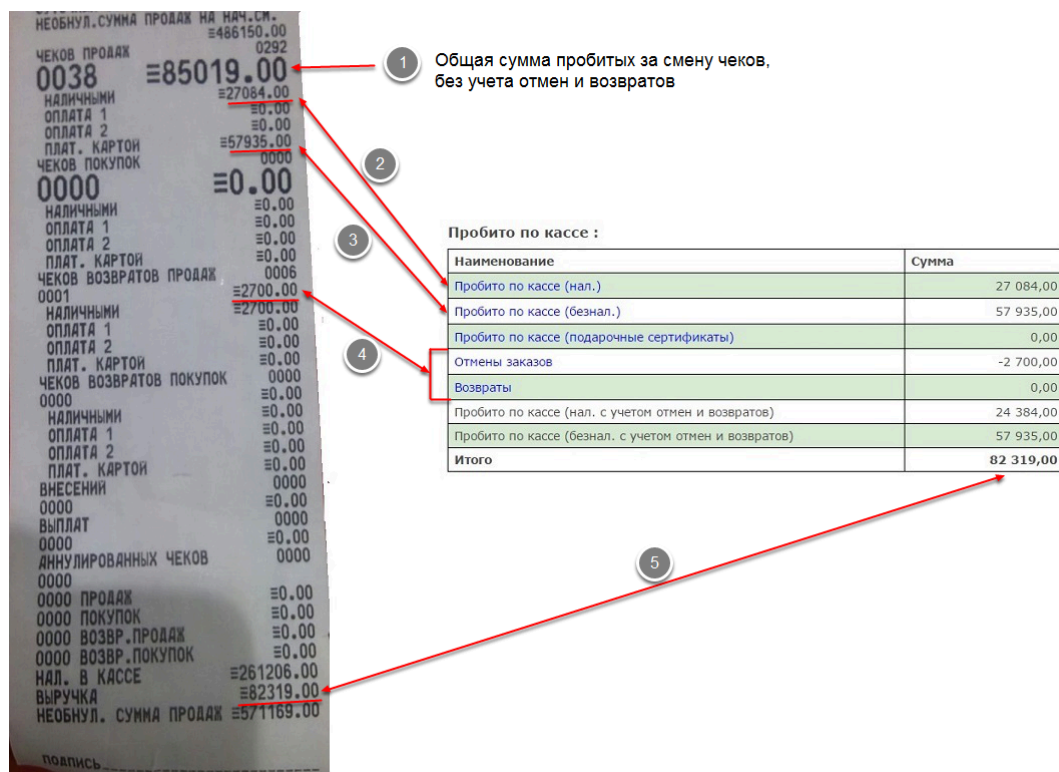 НЕОБНУЛ.СУММА ПРОДАЖ НА НАЧ.СМ.
≡486150.00
ЧЕКОВ ПРОДАЖ 0292
0038 ≡85019.00
НАЛИЧНЫМИ ≡27084.00
ОПЛАТА 1 ≡0.00
ОПЛАТА 2 ≡0.00
ПЛАТ. КАРТОЙ ≡57935.00
ЧЕКОВ ПОКУПОК 0000
0000 ≡0.00
НАЛИЧНЫМИ ≡0.00
ОПЛАТА 1 ≡0.00
ОПЛАТА 2 ≡0.00
ПЛАТ. КАРТОЙ ≡0.00
ЧЕКОВ ВОЗВРАТОВ ПРОДАЖ 0006
0001 ≡2700.00
НАЛИЧНЫМИ ≡2700.00
ОПЛАТА 1 ≡0.00
ОПЛАТА 2 ≡0.00
ПЛАТ. КАРТОЙ ≡0.00
ЧЕКОВ ВОЗВРАТОВ ПОКУПОК 0000
0000 ≡0.00
НАЛИЧНЫМИ ≡0.00
ОПЛАТА 1 ≡0.00
ОПЛАТА 2 ≡0.00
ПЛАТ. КАРТОЙ ≡0.00
ВНЕСЕНИЙ 0000
0000 ≡0.00
ВЫПЛАТ 0000
0000 ≡0.00
АННУЛИРОВАННЫХ ЧЕКОВ 0000
0000
0000 ПРОДАЖ ≡0.00
0000 ПОКУПОК ≡0.00
0000 ВОЗВР.ПРОДАЖ ≡0.00
0000 ВОЗВР.ПОКУПОК ≡0.00
НАЛ. В КАССЕ ≡261206.00
ВЫРУЧКА ≡82319.00
НЕОБНУЛ. СУММА ПРОДАЖ ≡571169.00
ПОДПИСЬ
1 Общая сумма пробитых за смену чеков,
без учета отмен и возвратов
2
3
4
5
Пробито по кассе :
Наименование Сумма
Пробито по кассе (нал.) 27 084,00
Пробито по кассе (безнал.) 57 935,00
Пробито по кассе (подарочные сертификаты) 0,00
Отмены заказов -2 700,00
Возвраты 0,00
Пробито по кассе (нал. с учетом отмен и возвратов) 24 384,00
Пробито по кассе (безнал. с учетом отмен и возвратов) 57 935,00
Итого 82 319,00